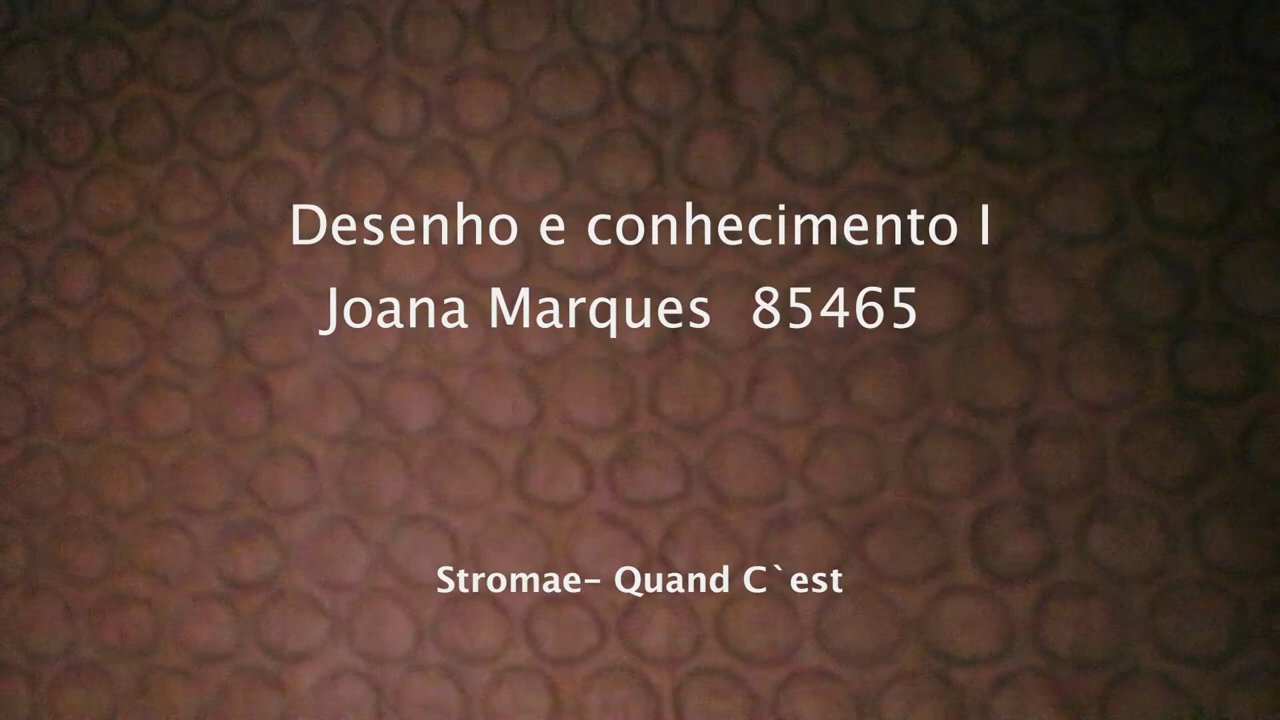 Desenho e conhecimento I
Joana Marques 85465
Stromae- Quand C`est